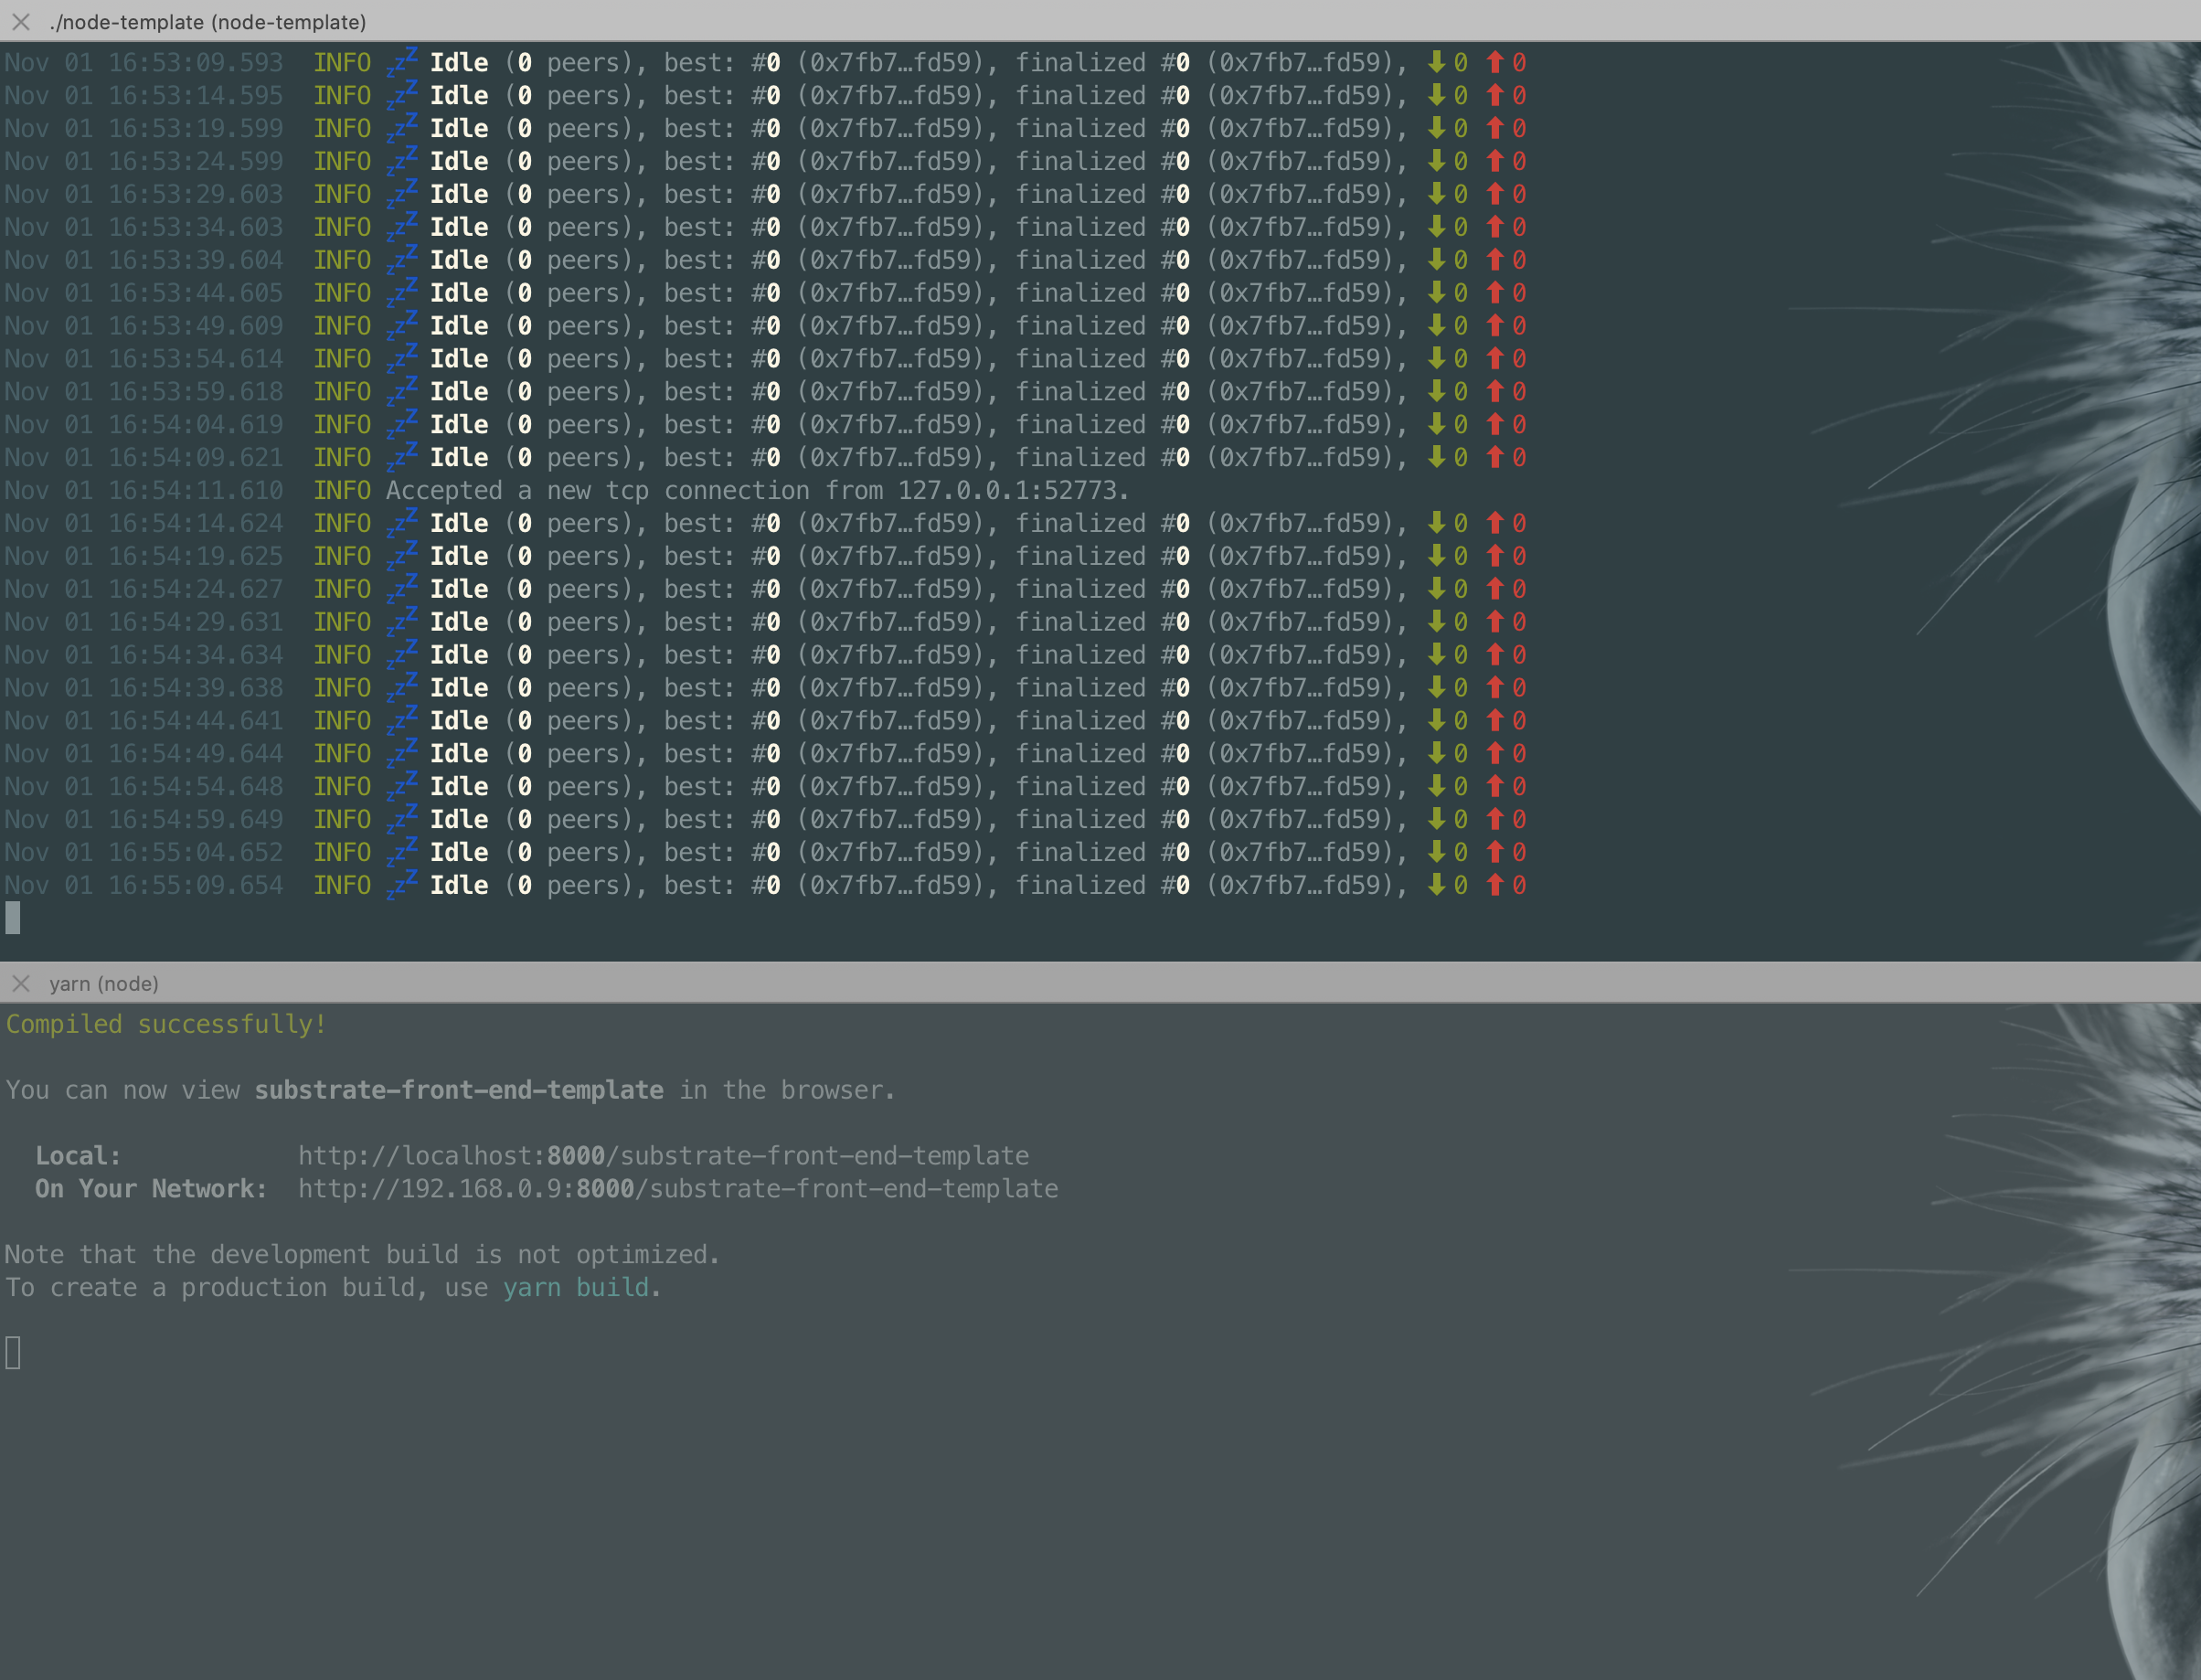 ./node-template (node-template)
Nov 01 16:53:09.593  INFO 💤 Idle (0 peers), best: #0 (0x7fb7…fd59), finalized #0 (0x7fb7…fd59), ⬇ 0 ⬆ 0
Nov 01 16:53:14.595  INFO 💤 Idle (0 peers), best: #0 (0x7fb7…fd59), finalized #0 (0x7fb7…fd59), ⬇ 0 ⬆ 0
Nov 01 16:53:19.599  INFO 💤 Idle (0 peers), best: #0 (0x7fb7…fd59), finalized #0 (0x7fb7…fd59), ⬇ 0 ⬆ 0
Nov 01 16:53:24.599  INFO 💤 Idle (0 peers), best: #0 (0x7fb7…fd59), finalized #0 (0x7fb7…fd59), ⬇ 0 ⬆ 0
Nov 01 16:53:29.603  INFO 💤 Idle (0 peers), best: #0 (0x7fb7…fd59), finalized #0 (0x7fb7…fd59), ⬇ 0 ⬆ 0
Nov 01 16:53:34.603  INFO 💤 Idle (0 peers), best: #0 (0x7fb7…fd59), finalized #0 (0x7fb7…fd59), ⬇ 0 ⬆ 0
Nov 01 16:53:39.604  INFO 💤 Idle (0 peers), best: #0 (0x7fb7…fd59), finalized #0 (0x7fb7…fd59), ⬇ 0 ⬆ 0
Nov 01 16:53:44.605  INFO 💤 Idle (0 peers), best: #0 (0x7fb7…fd59), finalized #0 (0x7fb7…fd59), ⬇ 0 ⬆ 0
Nov 01 16:53:49.609  INFO 💤 Idle (0 peers), best: #0 (0x7fb7…fd59), finalized #0 (0x7fb7…fd59), ⬇ 0 ⬆ 0
Nov 01 16:53:54.614  INFO 💤 Idle (0 peers), best: #0 (0x7fb7…fd59), finalized #0 (0x7fb7…fd59), ⬇ 0 ⬆ 0
Nov 01 16:53:59.618  INFO 💤 Idle (0 peers), best: #0 (0x7fb7…fd59), finalized #0 (0x7fb7…fd59), ⬇ 0 ⬆ 0
Nov 01 16:54:04.619  INFO 💤 Idle (0 peers), best: #0 (0x7fb7…fd59), finalized #0 (0x7fb7…fd59), ⬇ 0 ⬆ 0
Nov 01 16:54:09.621  INFO 💤 Idle (0 peers), best: #0 (0x7fb7…fd59), finalized #0 (0x7fb7…fd59), ⬇ 0 ⬆ 0
Nov 01 16:54:11.610  INFO Accepted a new tcp connection from 127.0.0.1:52773.
Nov 01 16:54:14.624  INFO 💤 Idle (0 peers), best: #0 (0x7fb7…fd59), finalized #0 (0x7fb7…fd59), ⬇ 0 ⬆ 0
Nov 01 16:54:19.625  INFO 💤 Idle (0 peers), best: #0 (0x7fb7…fd59), finalized #0 (0x7fb7…fd59), ⬇ 0 ⬆ 0
Nov 01 16:54:24.627  INFO 💤 Idle (0 peers), best: #0 (0x7fb7…fd59), finalized #0 (0x7fb7…fd59), ⬇ 0 ⬆ 0
Nov 01 16:54:29.631  INFO 💤 Idle (0 peers), best: #0 (0x7fb7…fd59), finalized #0 (0x7fb7…fd59), ⬇ 0 ⬆ 0
Nov 01 16:54:34.634  INFO 💤 Idle (0 peers), best: #0 (0x7fb7…fd59), finalized #0 (0x7fb7…fd59), ⬇ 0 ⬆ 0
Nov 01 16:54:39.638  INFO 💤 Idle (0 peers), best: #0 (0x7fb7…fd59), finalized #0 (0x7fb7…fd59), ⬇ 0 ⬆ 0
Nov 01 16:54:44.641  INFO 💤 Idle (0 peers), best: #0 (0x7fb7…fd59), finalized #0 (0x7fb7…fd59), ⬇ 0 ⬆ 0
Nov 01 16:54:49.644  INFO 💤 Idle (0 peers), best: #0 (0x7fb7…fd59), finalized #0 (0x7fb7…fd59), ⬇ 0 ⬆ 0
Nov 01 16:54:54.648  INFO 💤 Idle (0 peers), best: #0 (0x7fb7…fd59), finalized #0 (0x7fb7…fd59), ⬇ 0 ⬆ 0
Nov 01 16:54:59.649  INFO 💤 Idle (0 peers), best: #0 (0x7fb7…fd59), finalized #0 (0x7fb7…fd59), ⬇ 0 ⬆ 0
Nov 01 16:55:04.652  INFO 💤 Idle (0 peers), best: #0 (0x7fb7…fd59), finalized #0 (0x7fb7…fd59), ⬇ 0 ⬆ 0
Nov 01 16:55:09.654  INFO 💤 Idle (0 peers), best: #0 (0x7fb7…fd59), finalized #0 (0x7fb7…fd59), ⬇ 0 ⬆ 0
yarn (node)
Compiled successfully!
You can now view substrate-front-end-template in the browser.
Local: http://localhost:8000/substrate-front-end-template
On Your Network: http://192.168.0.9:8000/substrate-front-end-template
Note that the development build is not optimized.
To create a production build, use yarn build.